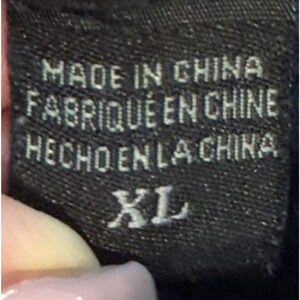 MADE IN CHINA
FABRIQUÉ EN CHINE
HECHO EN LA CHINA
XL